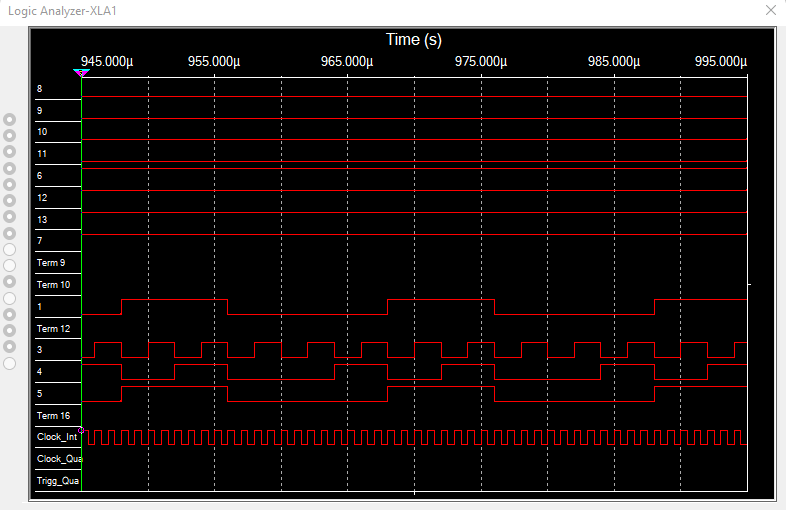 Logic Analyzer-XLA1
Time (s)
945.000µ 955.000µ 965.000µ 975.000µ 985.000µ 995.000µ
8
9
10
11
6
12
13
7
Term 9
Term 10
1
Term 12
3
4
5
Term 16
Clock_Int
Clock_Qua
Trigg_Qua